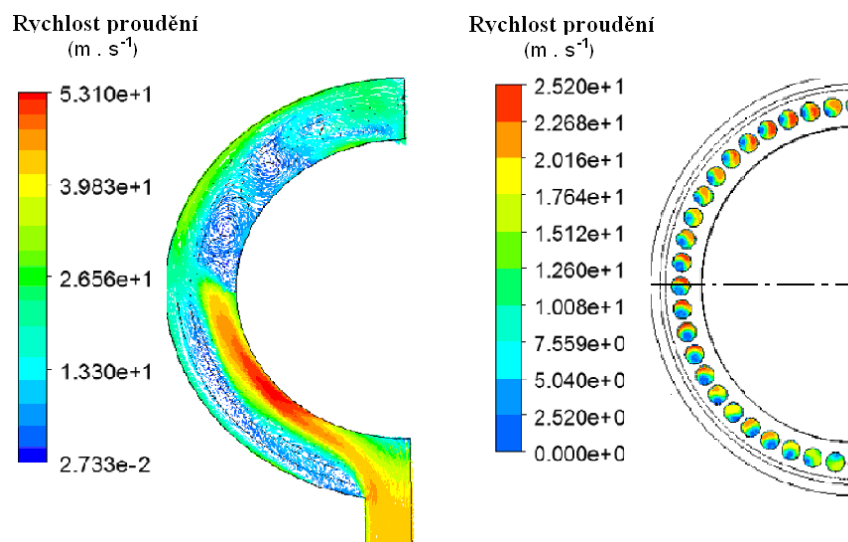 Rychlost proudění
(m . s-1)
5.310e+1
3.983e+1
2.656e+1
1.330e+1
2.733e-2
Rychlost proudění
(m . s-1)
2.520e+1
2.268e+1
2.016e+1
1.764e+1
1.512e+1
1.260e+1
1.008e+1
7.559e+0
5.040e+0
2.520e+0
0.000e+0